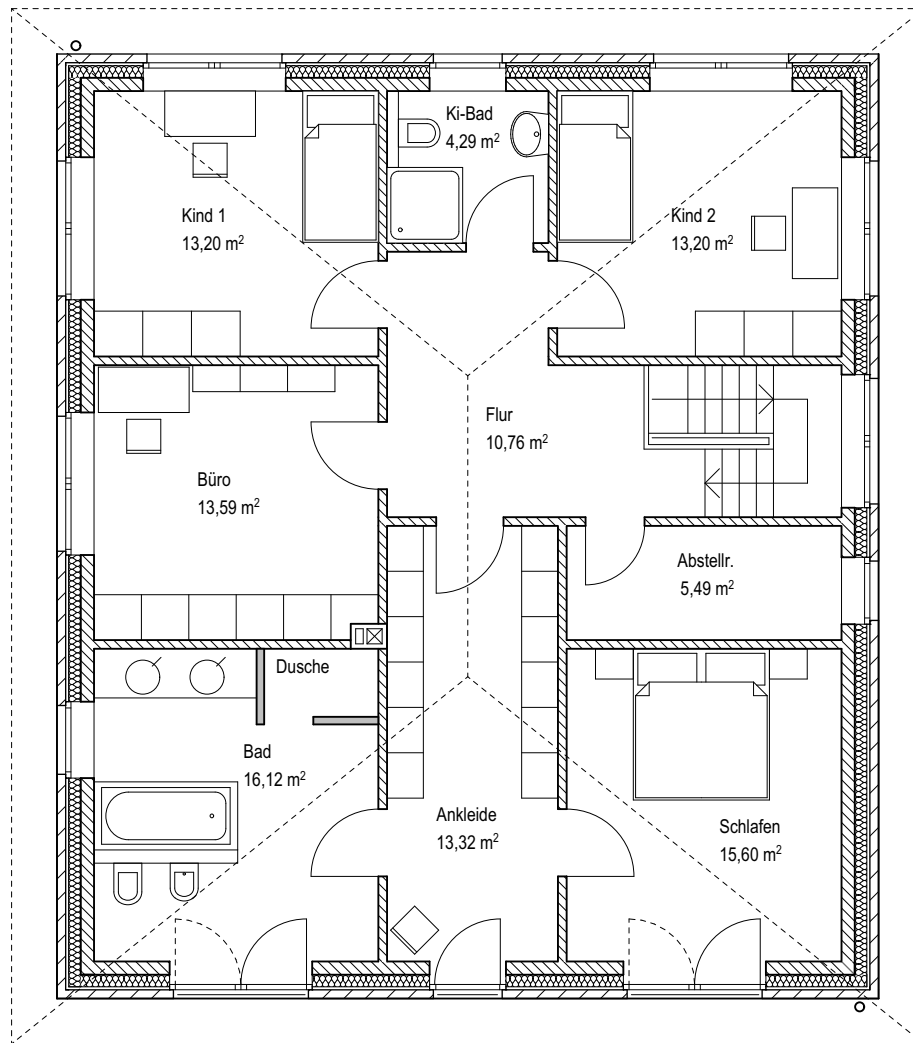 Ki-Bad
4,29 m²
Kind 1
13,20 m²
Kind 2
13,20 m²
Flur
10,76 m²
Büro
13,59 m²
Abstellr.
5,49 m²
Dusche
Bad
16,12 m²
Ankleide
13,32 m²
Schlafen
15,60 m²